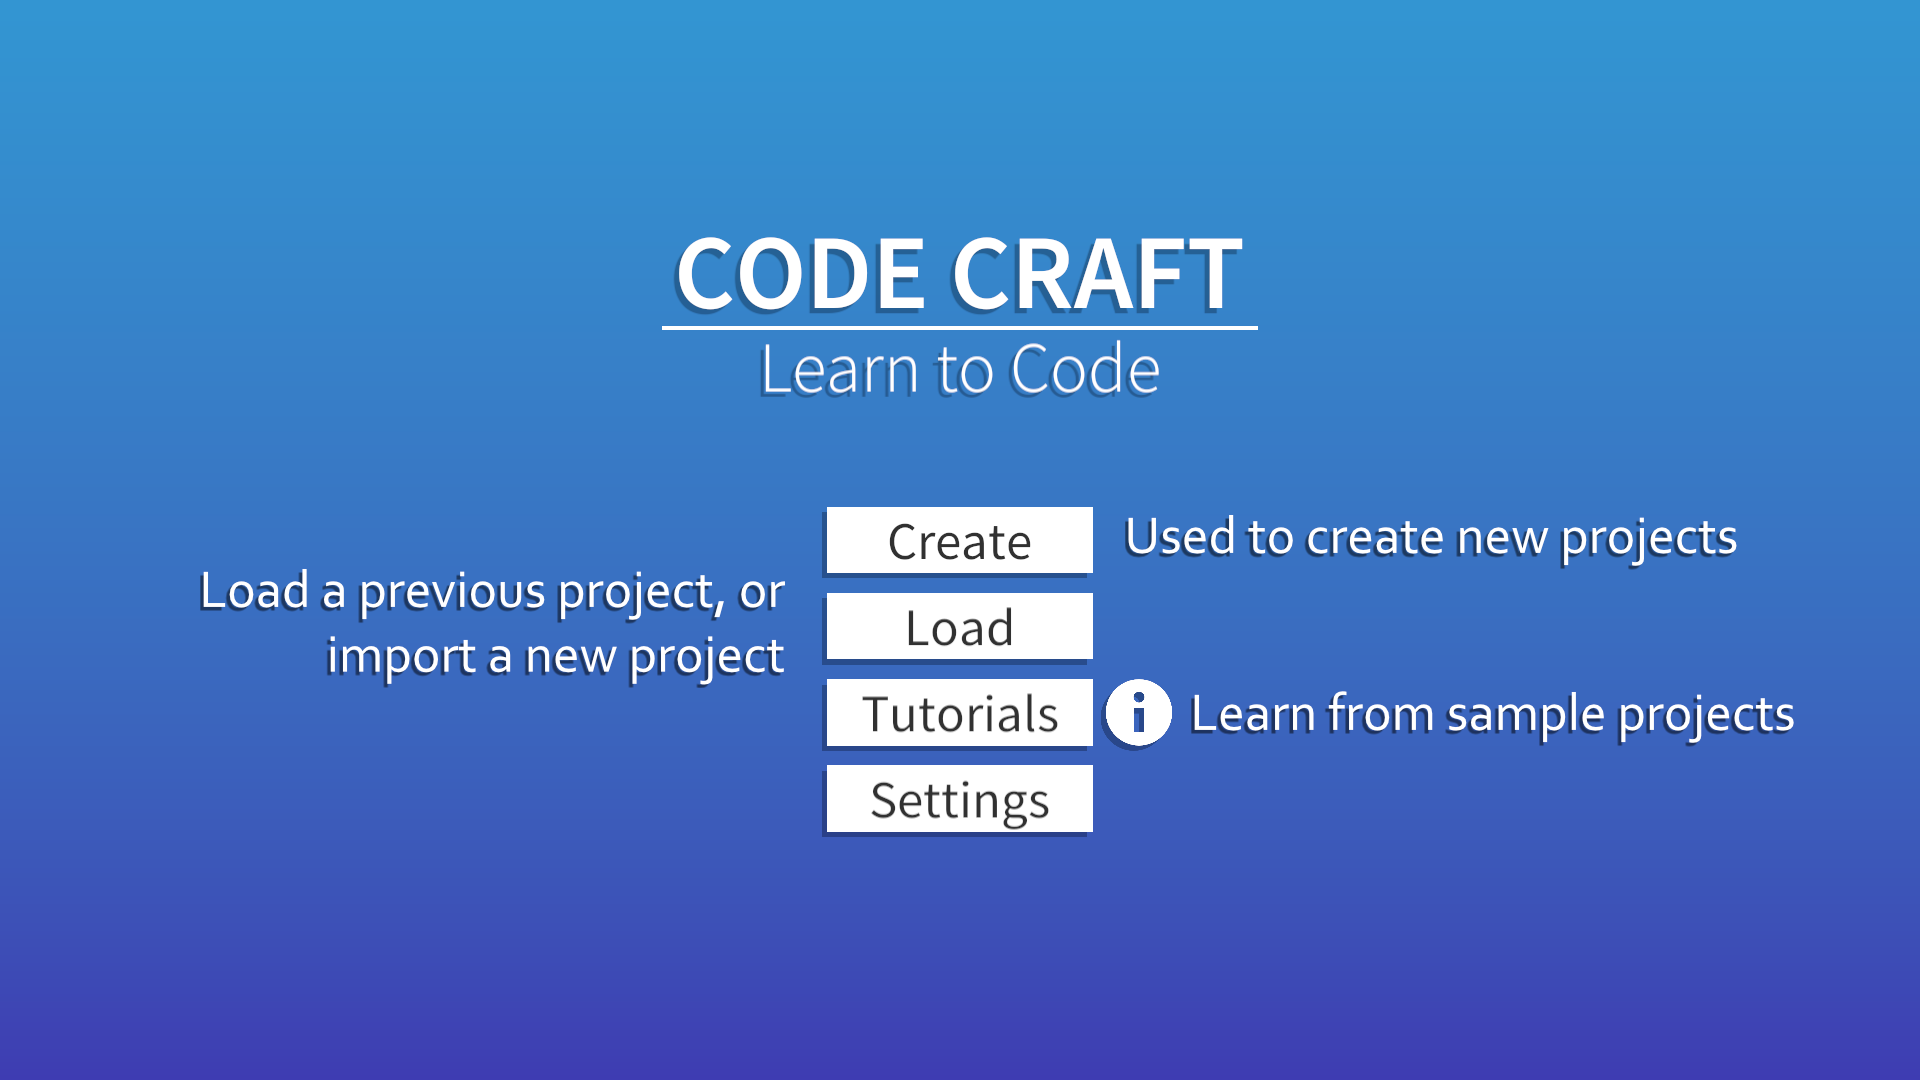 CODE CRAFT
Learn to Code
Create
Used to create new projects
Load a previous project, or
import a new project
Load
Tutorials
Learn from sample projects
Settings